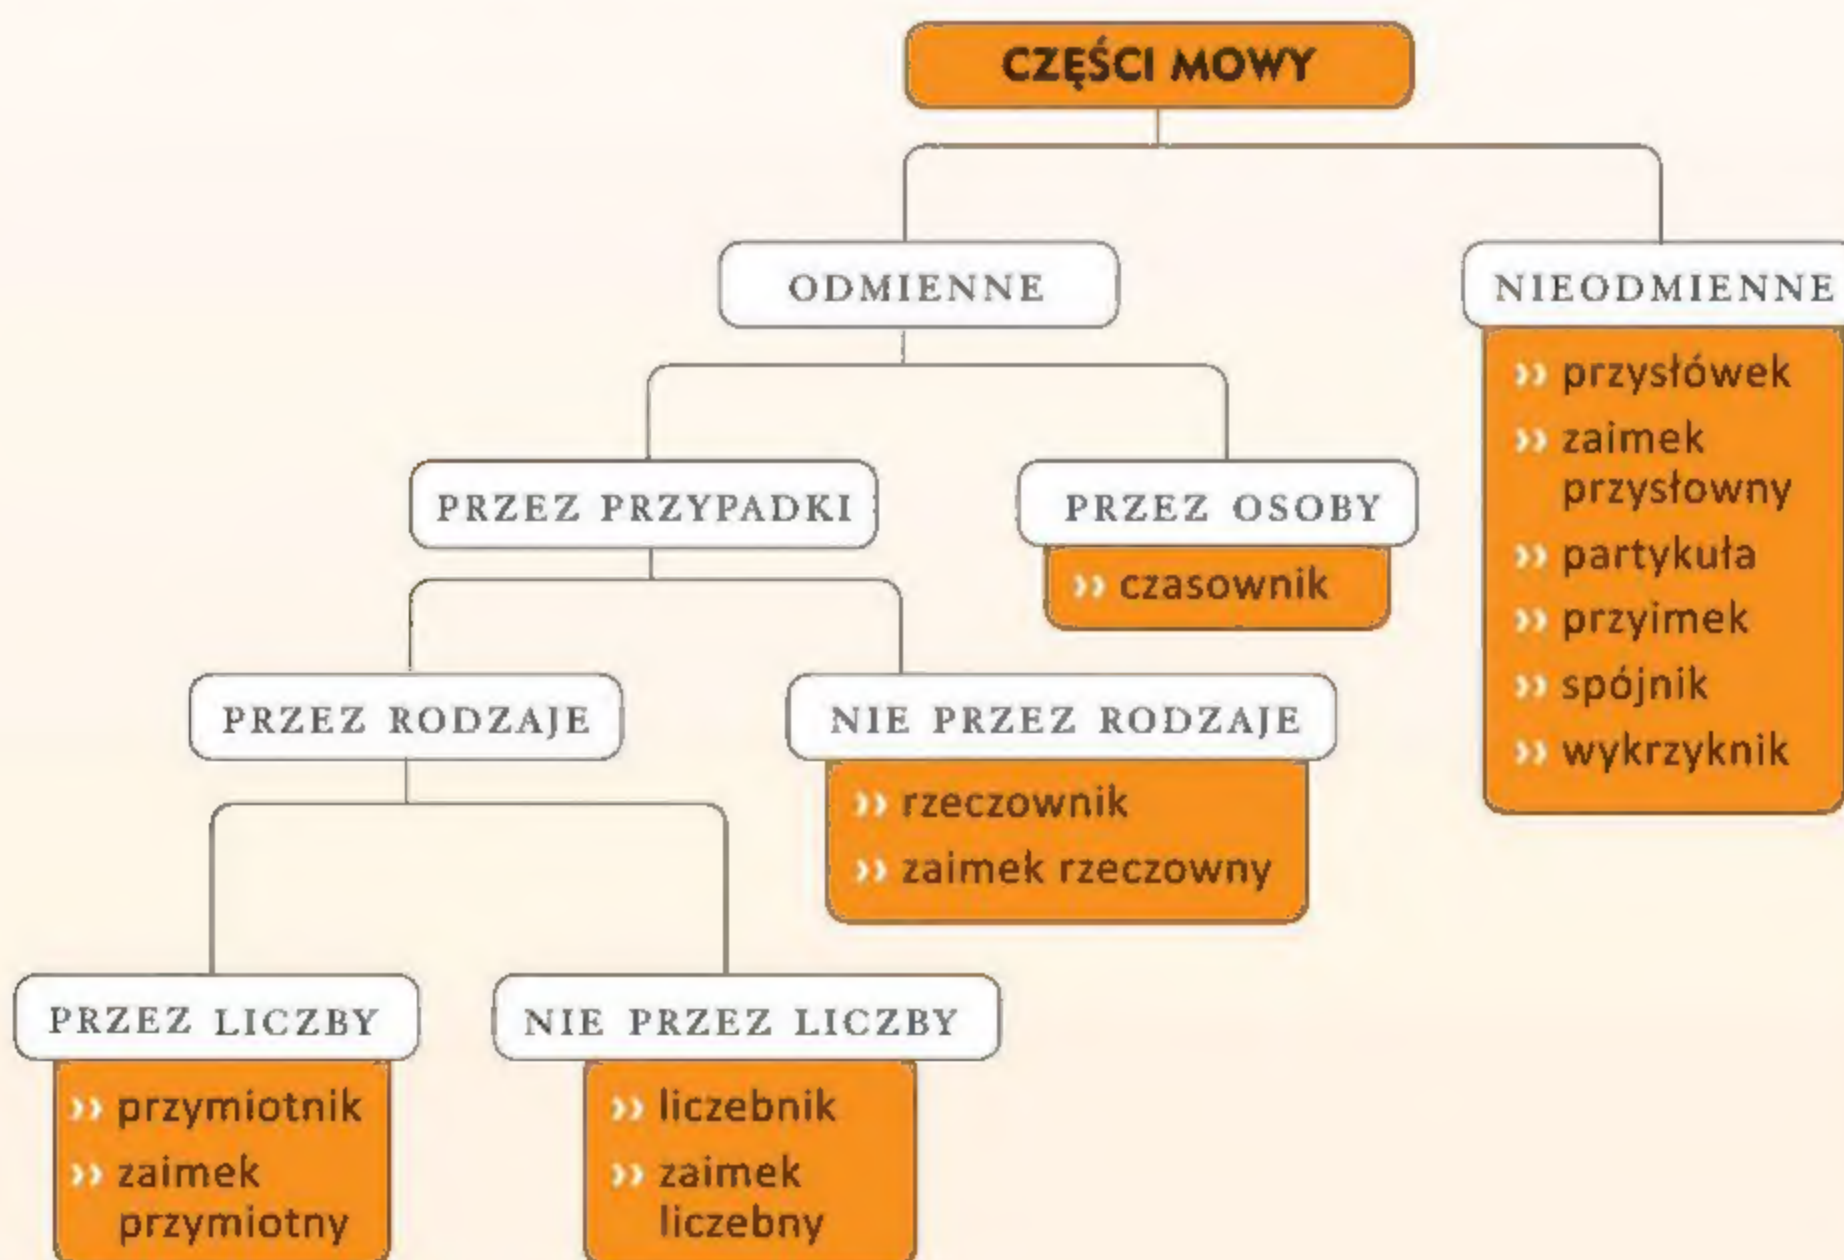 CZĘŚCI MOWY
ODMIENNE
NIEODMIENNE
›› przysłówek
›› zaimek
przysłowny
›› partykuła
›› przyimek
›› spójnik
›› wykrzyknik
PRZEZ PRZYPADKI
PRZEZ OSOBY
›› czasownik
PRZEZ RODZAJE
NIE PRZEZ RODZAJE
›› rzeczownik
›› zaimek rzeczowny
PRZEZ LICZBY
›› przymiotnik
›› zaimek
przymiotny
NIE PRZEZ LICZBY
›› liczebnik
›› zaimek
liczebny